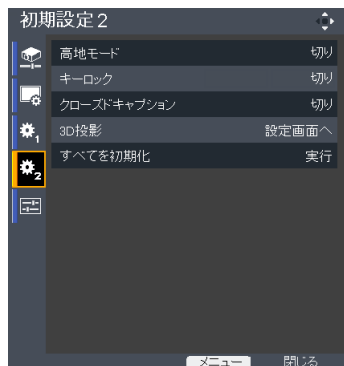 初期設定2
高地モード 切り
キーロック 切り
クローズドキャプション 切り
3D投影 設定画面へ
すべてを初期化 実行
1
2
メニュー 閉じる